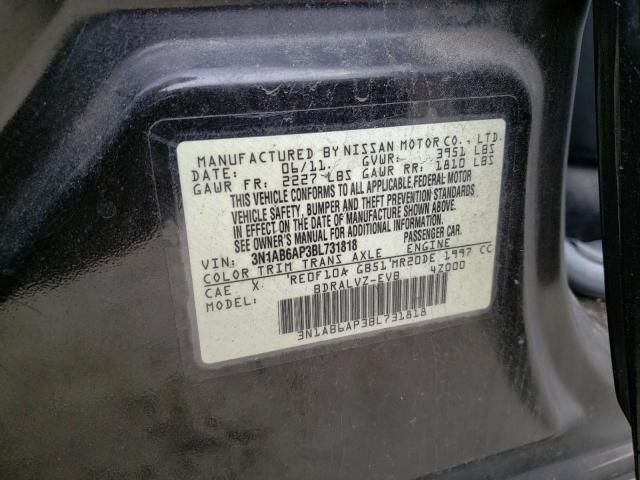 MANUFACTURED BY NISSAN MOTOR CO., LTD.
DATE: 06/11. GVWR: 3951 LBS
GAWR FR: 2227 LBS GAWR RR: 1810 LBS
THIS VEHICLE CONFORMS TO ALL APPLICABLE FEDERAL MOTOR
VEHICLE SAFETY, BUMPER AND THEFT PREVENTION STANDARDS
IN EFFECT ON THE DATE OF MANUFACTURE SHOWN ABOVE.
SEE OWNER'S MANUAL FOR ADDITIONAL INFORMATION.
VIN: 3N1AB6AP3BL731818 PASSENGER CAR.
COLOR TRIM TRANS AXLE ENGINE
CAE X RE0F10A GB51 MR20DE 1997 CC
MODEL: BDRALVZ-EVB 4Z000
3N1AB6AP3BL731818